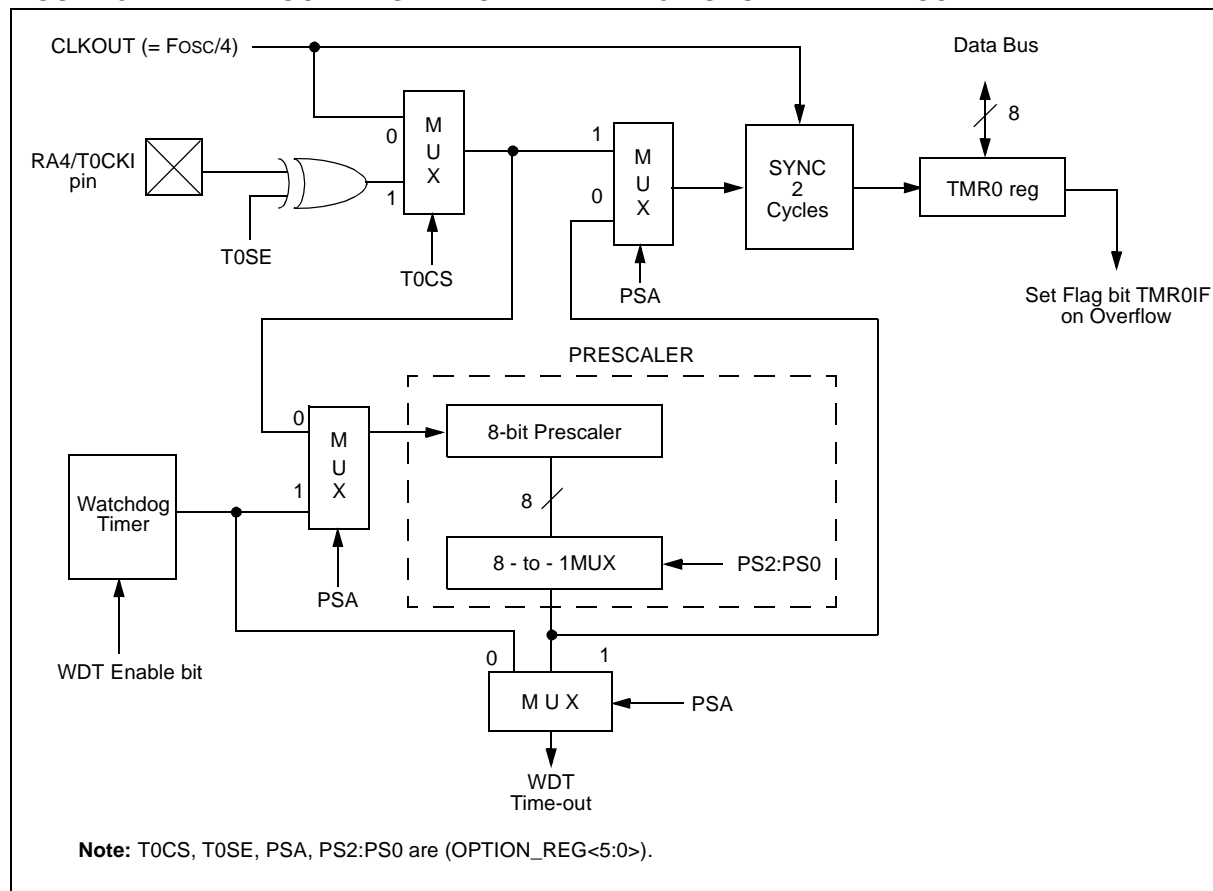 CLKOUT (= FOSC/4)
Data Bus
8
RA4/T0CKI
pin
T0SE
0
1
M
U
X
T0CS
1
0
M
U
X
PSA
SYNC
2
Cycles
TMR0 reg
Set Flag bit TMR0IF
on Overflow
PRESCALER
0
1
M
U
X
PSA
8-bit Prescaler
8
8 - to - 1MUX
PS2:PS0
Watchdog
Timer
WDT Enable bit
0
1
M U X
PSA
WDT
Time-out
Note: T0CS, T0SE, PSA, PS2:PS0 are (OPTION_REG<5:0>).